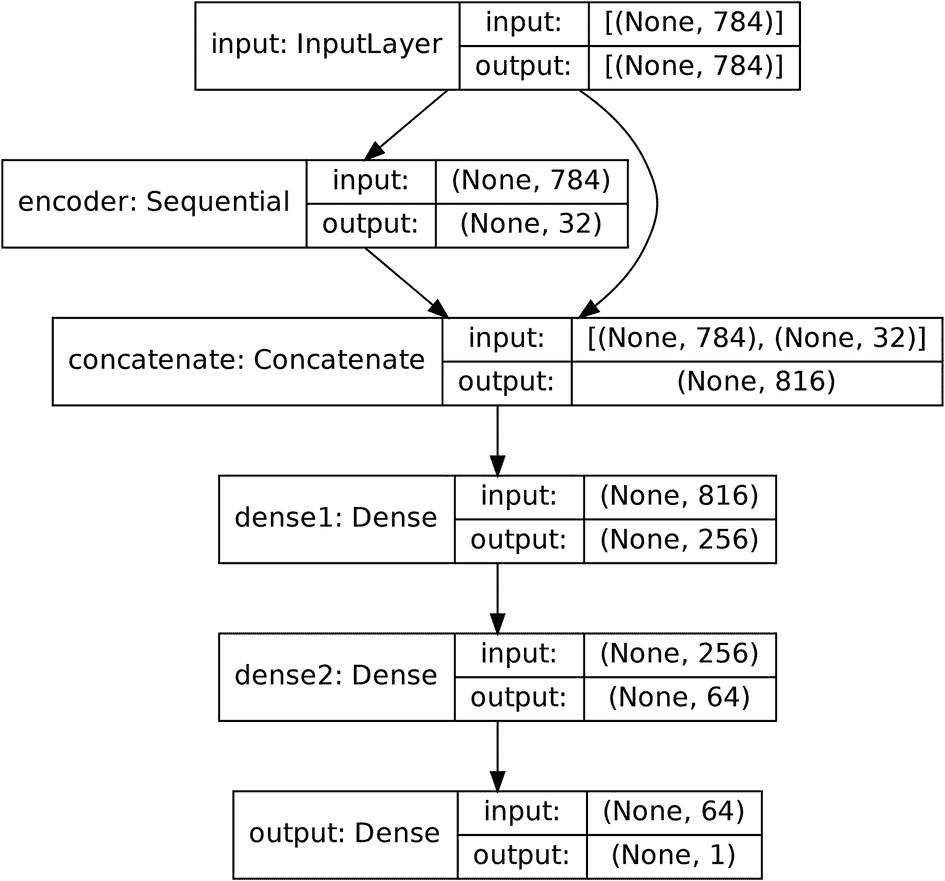 input: InputLayer
input:
[(None, 784)]
output:
[(None, 784)]
encoder: Sequential
input:
(None, 784)
output:
(None, 32)
concatenate: Concatenate
input:
[(None, 784), (None, 32)]
output:
(None, 816)
dense1: Dense
input:
(None, 816)
output:
(None, 256)
dense2: Dense
input:
(None, 256)
output:
(None, 64)
output: Dense
input:
(None, 64)
output:
(None, 1)